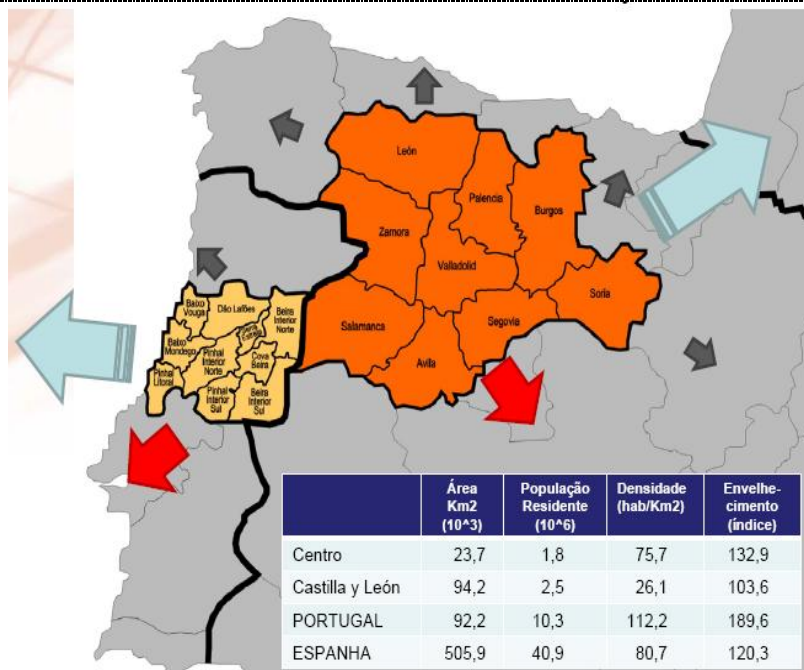 León
Palencia
Burgos
Zamora
Valladolid
Soria
Segovia
Salamanca
Avila
Baixo
Vouga
Dão Lafões
Beira
Interior
Norte
Serra
Estrela
Baixo
Mondego
Pinhal
Interior
Norte
Cova
Beira
Pinhal
Litoral
Pinhal
Interior
Sul
Beira
Interior
Sul
Área Km2 (10^3) População Residente (10^6) Densidade (hab/Km2) Envelhe-cimento (índice)
Centro 23,7 1,8 75,7 132,9
Castilla y León 94,2 2,5 26,1 103,6
PORTUGAL 92,2 10,3 112,2 189,6
ESPANHA 505,9 40,9 80,7 120,3